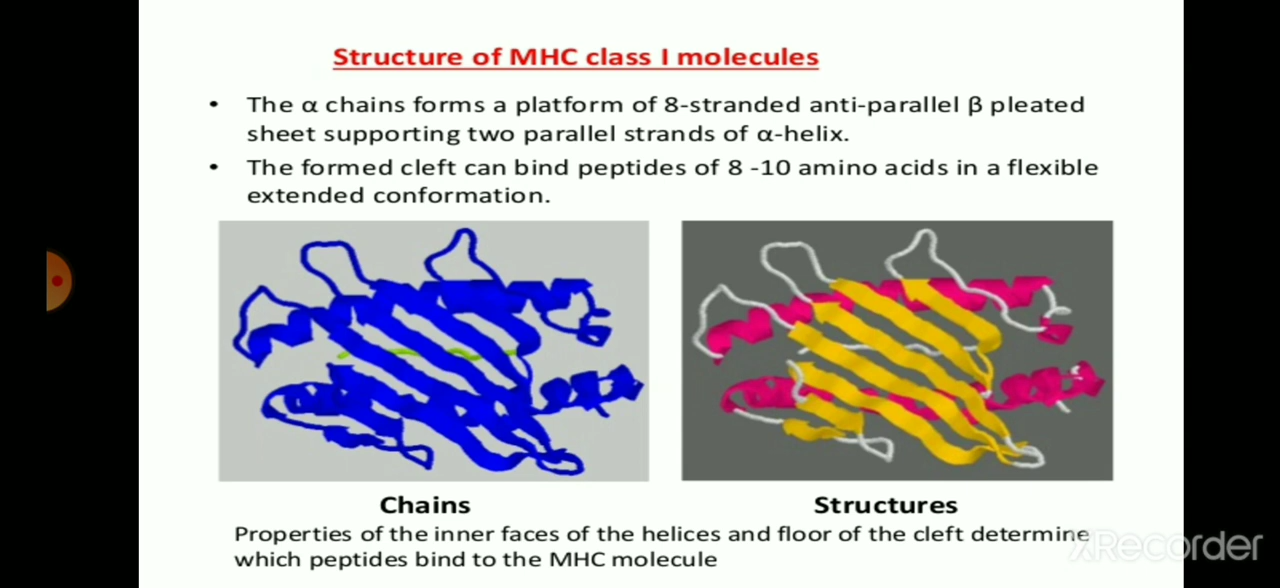 Structure of MHC class I molecules
• The α chains forms a platform of 8-stranded anti-parallel β pleated
sheet supporting two parallel strands of α-helix.
• The formed cleft can bind peptides of 8 -10 amino acids in a flexible
extended conformation.
Chains
Structures
Properties of the inner faces of the helices and floor of the cleft determine
which peptides bind to the MHC molecule
XRecorder